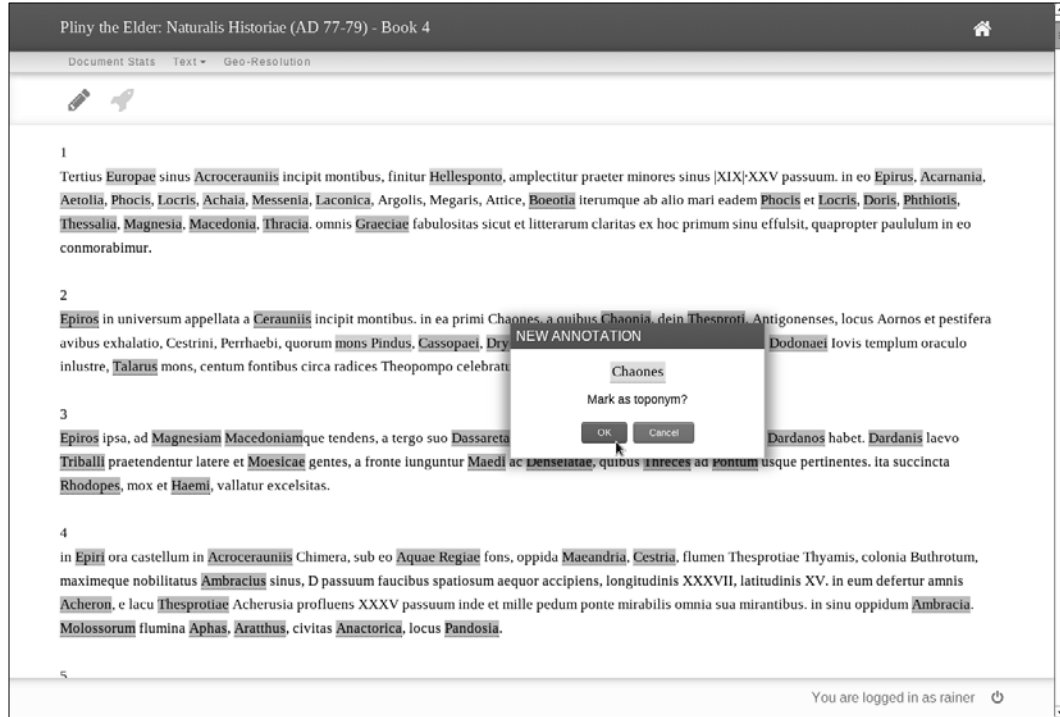 Pliny the Elder: Naturalis Historiae (AD 77-79) - Book 4
Document Stats Text Geo-Resolution
1
Tertius Europae sinus Acrocerauniis incipit montibus, finitur Hellesponto, amplectitur praeter minores sinus |XIX|·XXV passuum. in eo Epirus, Acarnania,
Aetolia, Phocis, Locris, Achaia, Messenia, Laconica, Argolis, Megaris, Attice, Boeotia iterumque ab alio mari eadem Phocis et Locris, Doris, Phthiotis,
Thessalia, Magnesia, Macedonia, Thracia. omnis Graeciae fabulositas sicut et litterarum claritas ex hoc primum sinu effulsit, quapropter paululum in eo
conmorabimur.
2
Epiros in universum appellata a Cerauniis incipit montibus. in ea primi Chaones, a quibus Chaonia, dein Thesproti, Antigonenses, locus Aornos et pestifera
avibus exhalatio, Cestrini, Perrhaebi, quorum mons Pindus, Cassopaei, Dry Dodonaei Iovis templum oraculo
inlustre, Talarus mons, centum fontibus circa radices Theopompo celebratu
NEW ANNOTATION
Chaones
Mark as toponym?
OK Cancel
3
Epiros ipsa, ad Magnesiam Macedoniamque tendens, a tergo suo Dassareta Dardanos habet. Dardanis laevo
Triballi praetendentur latere et Moesicae gentes, a fronte iunguntur Maedi ac Denselatae, quibus Threces ad Pontum usque pertinentes. ita succincta
Rhodopes, mox et Haemi, vallatur excelsitas.
4
in Epiri ora castellum in Acrocerauniis Chimera, sub eo Aquae Regiae fons, oppida Maeandria, Cestria, flumen Thesprotiae Thyamis, colonia Buthrotum,
maximeque nobilitatus Ambracius sinus, D passuum faucibus spatiosum aequor accipiens, longitudinis XXXVII, latitudinis XV. in eum defertur amnis
Acheron, e lacu Thesprotiae Acherusia profluens XXXV passuum inde et mille pedum ponte mirabilis omnia sua mirantibus. in sinu oppidum Ambracia.
Molossorum flumina Aphas, Aratthus, civitas Anactorica, locus Pandosia.
5
You are logged in as rainer